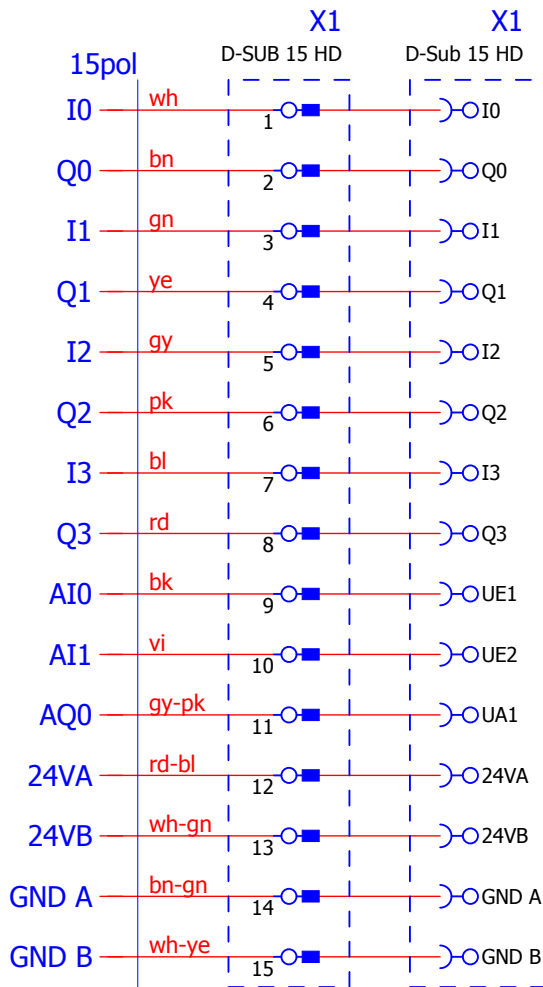 X1 X1
D-SUB 15 HD D-Sub 15 HD
15pol
I0 wh 1 I0
Q0 bn 2 Q0
I1 gn 3 I1
Q1 ye 4 Q1
I2 gy 5 I2
Q2 pk 6 Q2
I3 bl 7 I3
Q3 rd 8 Q3
AI0 bk 9 UE1
AI1 vi 10 UE2
AQ0 gy-pk 11 UA1
24VA rd-bl 12 24VA
24VB wh-gn 13 24VB
GND A bn-gn 14 GND A
GND B wh-ye 15 GND B